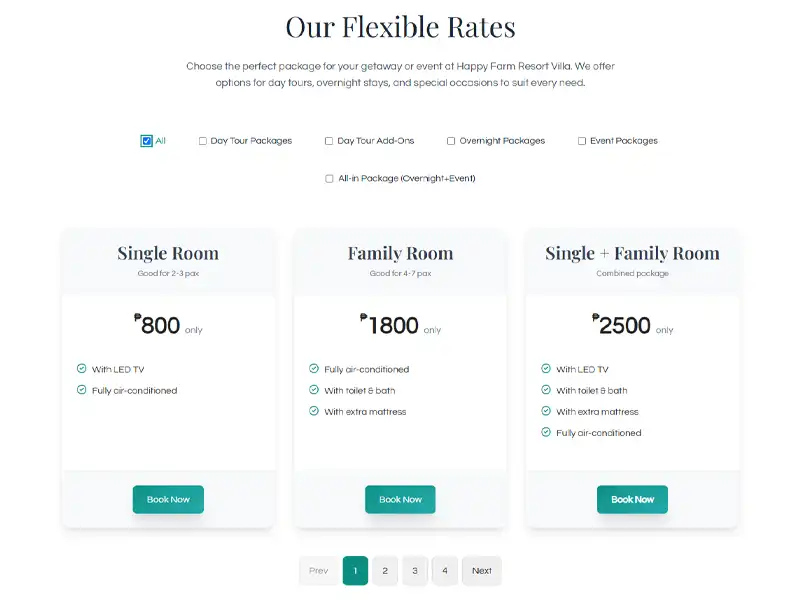 Our Flexible Rates
Choose the perfect package for your getaway or event at Happy Farm Resort Villa. We offer
options for day tours, overnight stays, and special occasions to suit every need.
All
Day Tour Packages
Day Tour Add-Ons
Overnight Packages
Event Packages
All-in Package (Overnight+Event)
Single Room
Good for 2-3 pax
₱800 only
With LED TV
Fully air-conditioned
Book Now
Family Room
Good for 4-7 pax
₱1800 only
Fully air-conditioned
With toilet & bath
With extra mattress
Book Now
Single + Family Room
Combined package
₱2500 only
With LED TV
With toilet & bath
With extra mattress
Fully air-conditioned
Book Now
Prev 1 2 3 4 Next